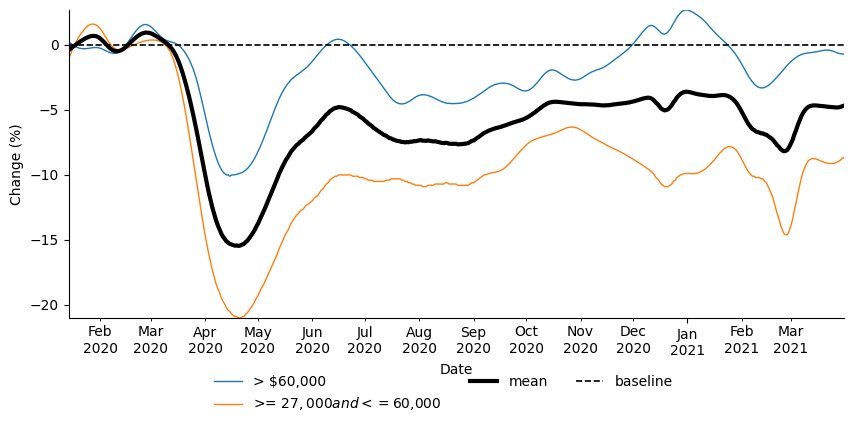 Change (%)
0
−5
−10
−15
−20
Feb Mar Apr May Jun Jul Aug Sep Oct Nov Dec Jan Feb Mar
2020 2020 2020 2020 2020 2020 2020 2020 2020 2020 2020 2021 2021 2021
Date
> $60,000 mean baseline
>= 27,000and <= 60,000